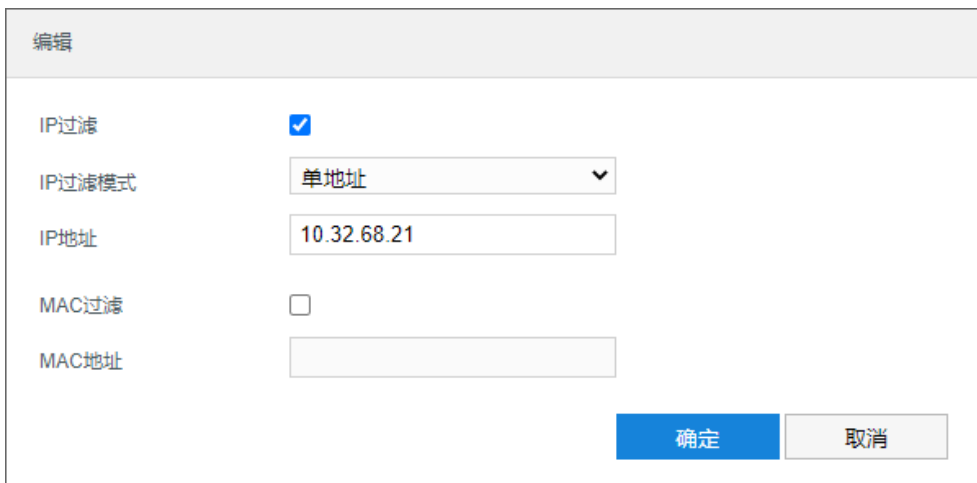 编辑
IP过滤
IP过滤模式 单地址
IP地址 10.32.68.21
MAC过滤
MAC地址
确定 取消